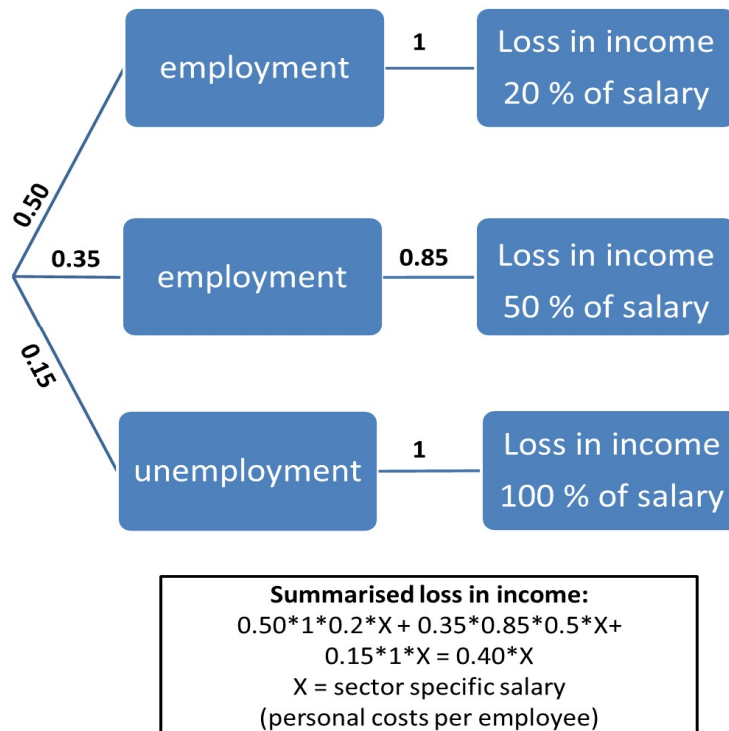 employment
1
Loss in income
20 % of salary
0.50
0.35
employment
0.85
Loss in income
50 % of salary
0.15
unemployment
1
Loss in income
100 % of salary
Summarised loss in income:
0.50*1*0.2*X + 0.35*0.85*0.5*X+
0.15*1*X = 0.40*X
X = sector specific salary
(personal costs per employee)